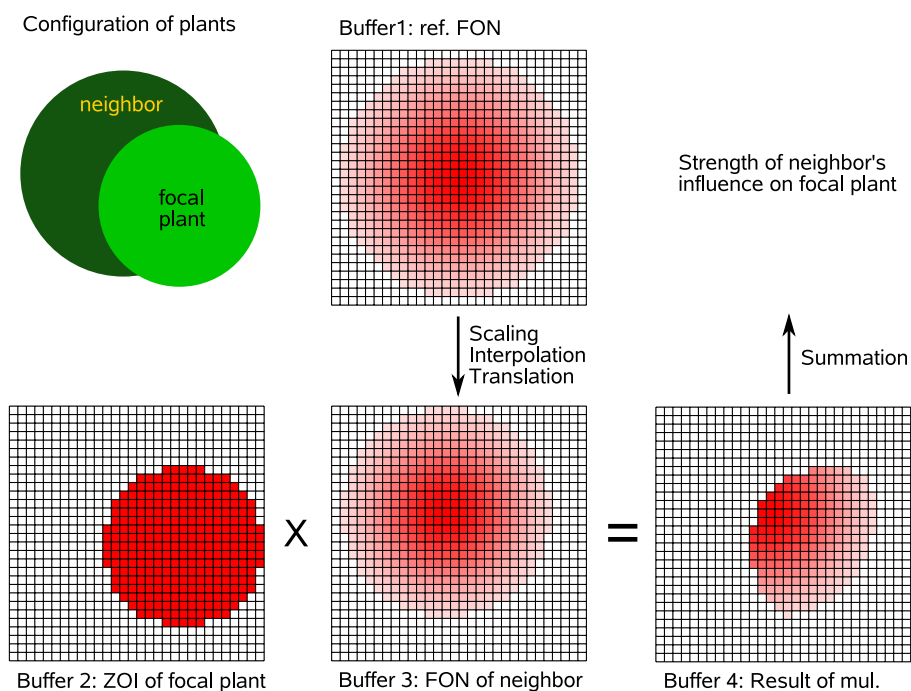 Configuration of plants
Buffer1: ref. FON
neighbor
focal
plant
Strength of neighbor's
influence on focal plant
Scaling
Interpolation
Translation
Summation
X
=
Buffer 2: ZOI of focal plant
Buffer 3: FON of neighbor
Buffer 4: Result of mul.